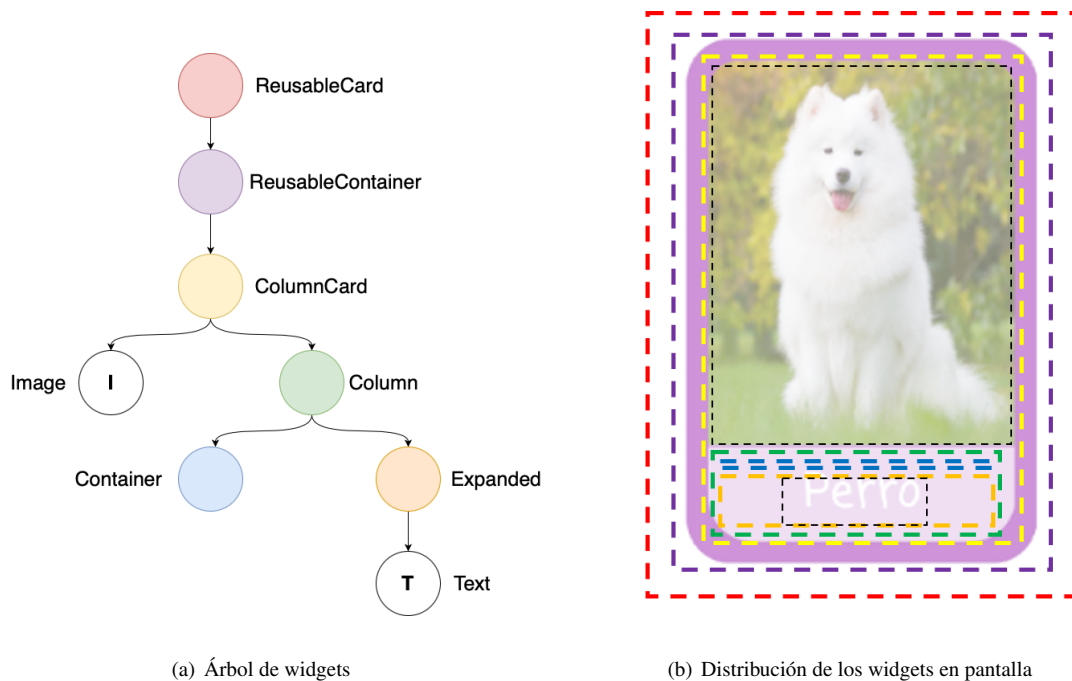 ReusableCard
ReusableContainer
ColumnCard
Image
I
Column
Container
Expanded
T
Text
Perro
(a) Árbol de widgets
(b) Distribución de los widgets en pantalla